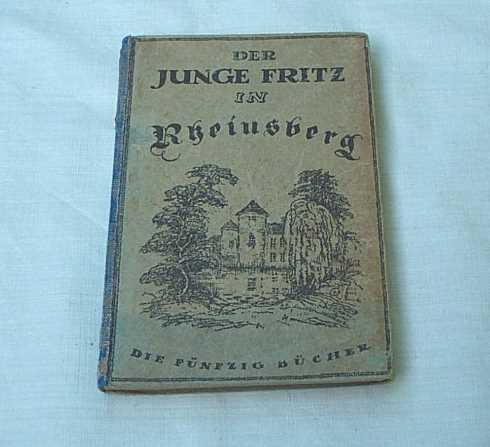 DER
JUNGE FRITZ
IN
Rheinsberg
DIE FÜNFZIG BÜCHER